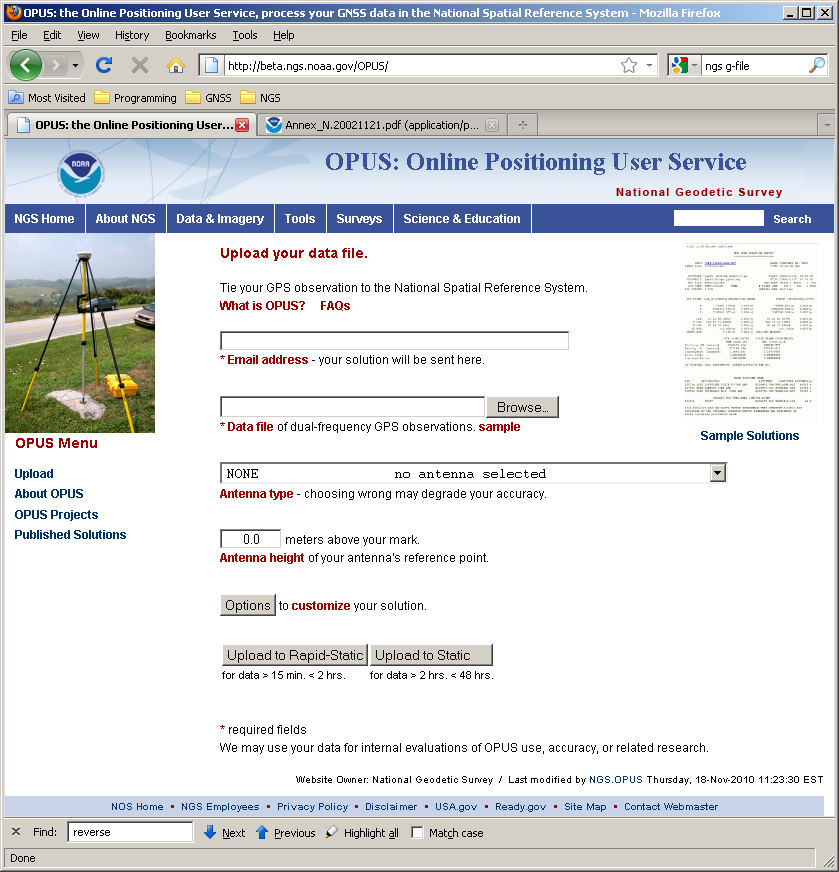 OPUS: the Online Positioning User Service, process your GNSS data in the National Spatial Reference System - Mozilla Firefox
File Edit View History Bookmarks Tools Help
http://beta.ngs.noaa.gov/OPUS/
ngs g-file
Most Visited Programming GNSS NGS
OPUS: the Online Positioning User... Annex_N.20021121.pdf (application/p...
NOAA
OPUS: Online Positioning User Service
National Geodetic Survey
NGS Home About NGS Data & Imagery Tools Surveys Science & Education Search
Upload your data file.
Tie your GPS observation to the National Spatial Reference System.
What is OPUS? FAQs
* Email address - your solution will be sent here.
Browse...
* Data file of dual-frequency GPS observations. sample
Sample Solutions
OPUS Menu
Upload
About OPUS
OPUS Projects
Published Solutions
NONE no antenna selected
Antenna type - choosing wrong may degrade your accuracy.
0.0 meters above your mark.
Antenna height of your antenna's reference point.
Options to customize your solution.
Upload to Rapid-Static Upload to Static
for data > 15 min. < 2 hrs. for data > 2 hrs. < 48 hrs.
* required fields
We may use your data for internal evaluations of OPUS use, accuracy, or related research.
Website Owner: National Geodetic Survey / Last modified by NGS.OPUS Thursday, 18-Nov-2010 11:23:30 EST
NOS Home • NGS Employees • Privacy Policy • Disclaimer • USA.gov • Ready.gov • Site Map • Contact Webmaster
Find: reverse Next Previous Highlight all Match case
Done